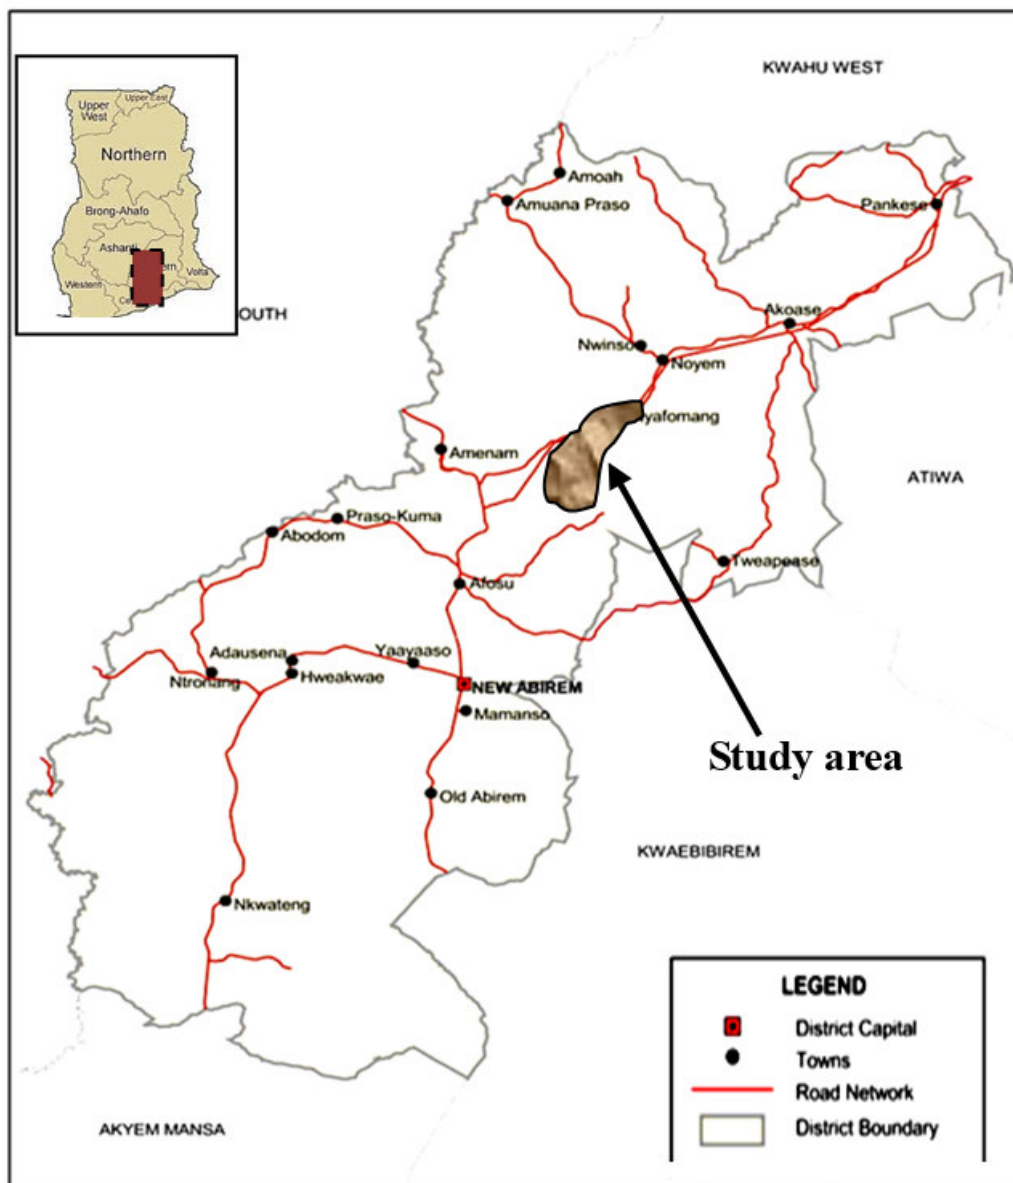 KWAHU WEST
Upper East
Upper
West
Northern
Brong-Ahafo
Ashanti
Volta
Western
OUTH
Amoah
Amuana Praso
Pankese
Akoase
Nwinso
Noyem
yafomang
Amenam
ATIWA
Praso-Kuma
Abodom
Tweapease
Afosu
Adausena
Yaayaaso
Ntronang
Hweakwae
NEW ABIREM
Mamanso
Study area
Old Abirem
KWAEBIBIREM
Nkwateng
LEGEND
District Capital
Towns
Road Network
District Boundary
AKYEM MANSA